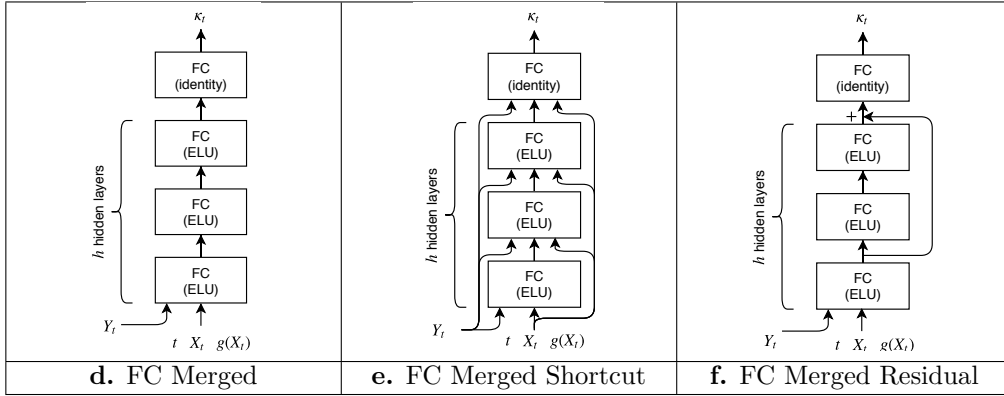 κt
FC
(identity)
FC
(ELU)
FC
(ELU)
FC
(ELU)
h hidden layers
Yt
t Xt g(Xt)
d. FC Merged
κt
FC
(identity)
FC
(ELU)
FC
(ELU)
FC
(ELU)
h hidden layers
Yt
t Xt g(Xt)
e. FC Merged Shortcut
κt
FC
(identity)
+
FC
(ELU)
FC
(ELU)
FC
(ELU)
h hidden layers
Yt
t Xt g(Xt)
f. FC Merged Residual